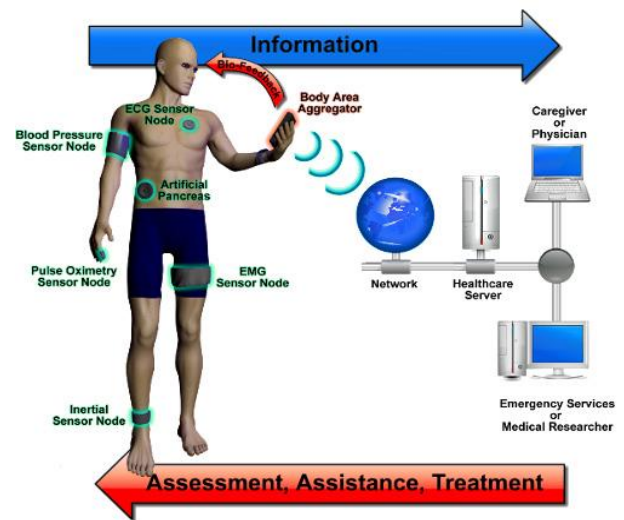 Information
Bio-Feedback
Body Area
Aggregator
ECG Sensor
Node
Blood Pressure
Sensor Node
Artificial
Pancreas
Pulse Oximetry
Sensor Node
EMG
Sensor Node
Inertial
Sensor Node
Caregiver
or
Physician
Network
Healthcare
Server
Emergency Services
or
Medical Researcher
Assessment, Assistance, Treatment